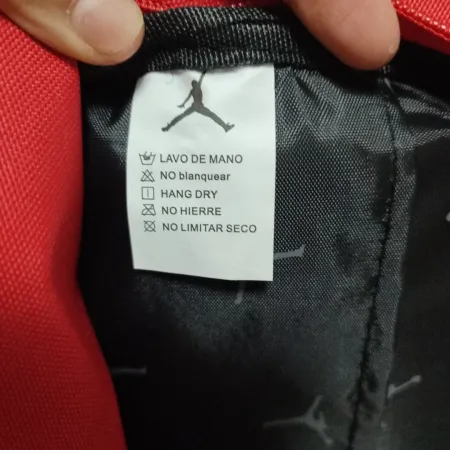 LAVO DE MANO
NO blanquear
HANG DRY
NO HIERRE
NO LIMITAR SECO